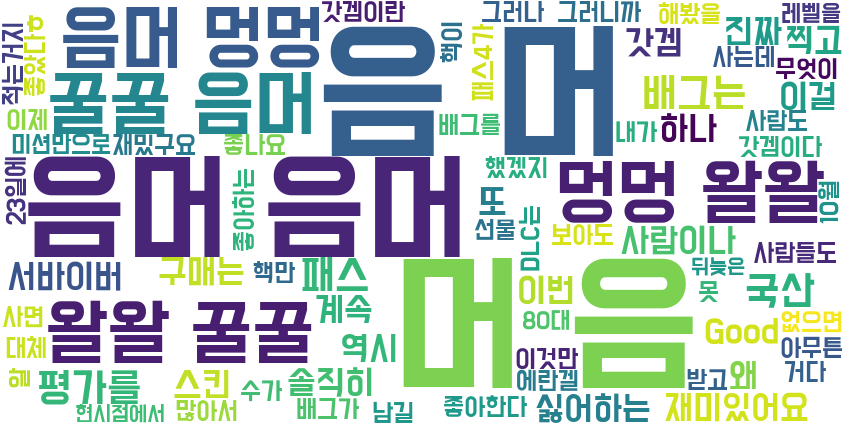 갓겜이란
그러나 그러니까
해봤을
레벨을
음머 멍멍
음머
핵이
패스4가
갓겜
진짜 찍고
적는거지
좋았다ㅎ
꿀꿀 음머
배그는
사는데
무엇이
이걸
이제
미션만으로재밌구요
좋나요
배그를
내가
하나
사람도
갓겜이다
음머 음머
했겠지
멍멍 왈왈
23일에
좋아하는
또
선물
DLC는
보아도
사람이나
사람들도
10월
서바이버
구매는
핵만
패스
이번
뒤늦은
못
국산
머음
사면
왈왈 꿀꿀
계속
80대
Good
없으면
대체
역시
이것만
아무튼
힐
평가를
스킨
수가
솔직히
에란겔
받고
왜
거다
현시점에서
많아서
배그가
남길
좋아한다
싫어하는
재미있어요